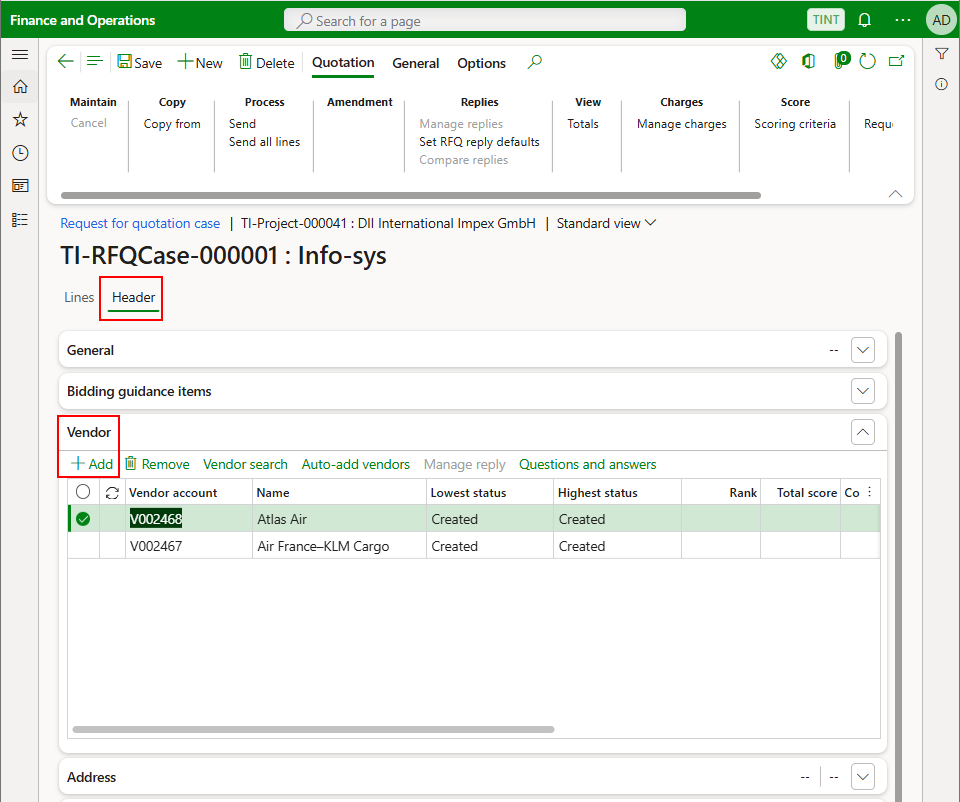 Finance and Operations
Search for a page
TINT
AD
Save
New
Delete
Quotation
General
Options
0
Maintain
Cancel
Copy
Copy from
Process
Send
Send all lines
Amendment
Replies
Manage replies
Set RFQ reply defaults
Compare replies
View
Totals
Charges
Manage charges
Score
Scoring criteria
Requ
Request for quotation case | TI-Project-000041 : DII International Impex GmbH | Standard view
TI-RFQCase-000001 : Info-sys
Lines Header
General --
Bidding guidance items
Vendor
Add Remove Vendor search Auto-add vendors Manage reply Questions and answers
Vendor account Name Lowest status Highest status Rank Total score Co
V002468 Atlas Air Created Created
V002467 Air France–KLM Cargo Created Created
Address -- | --